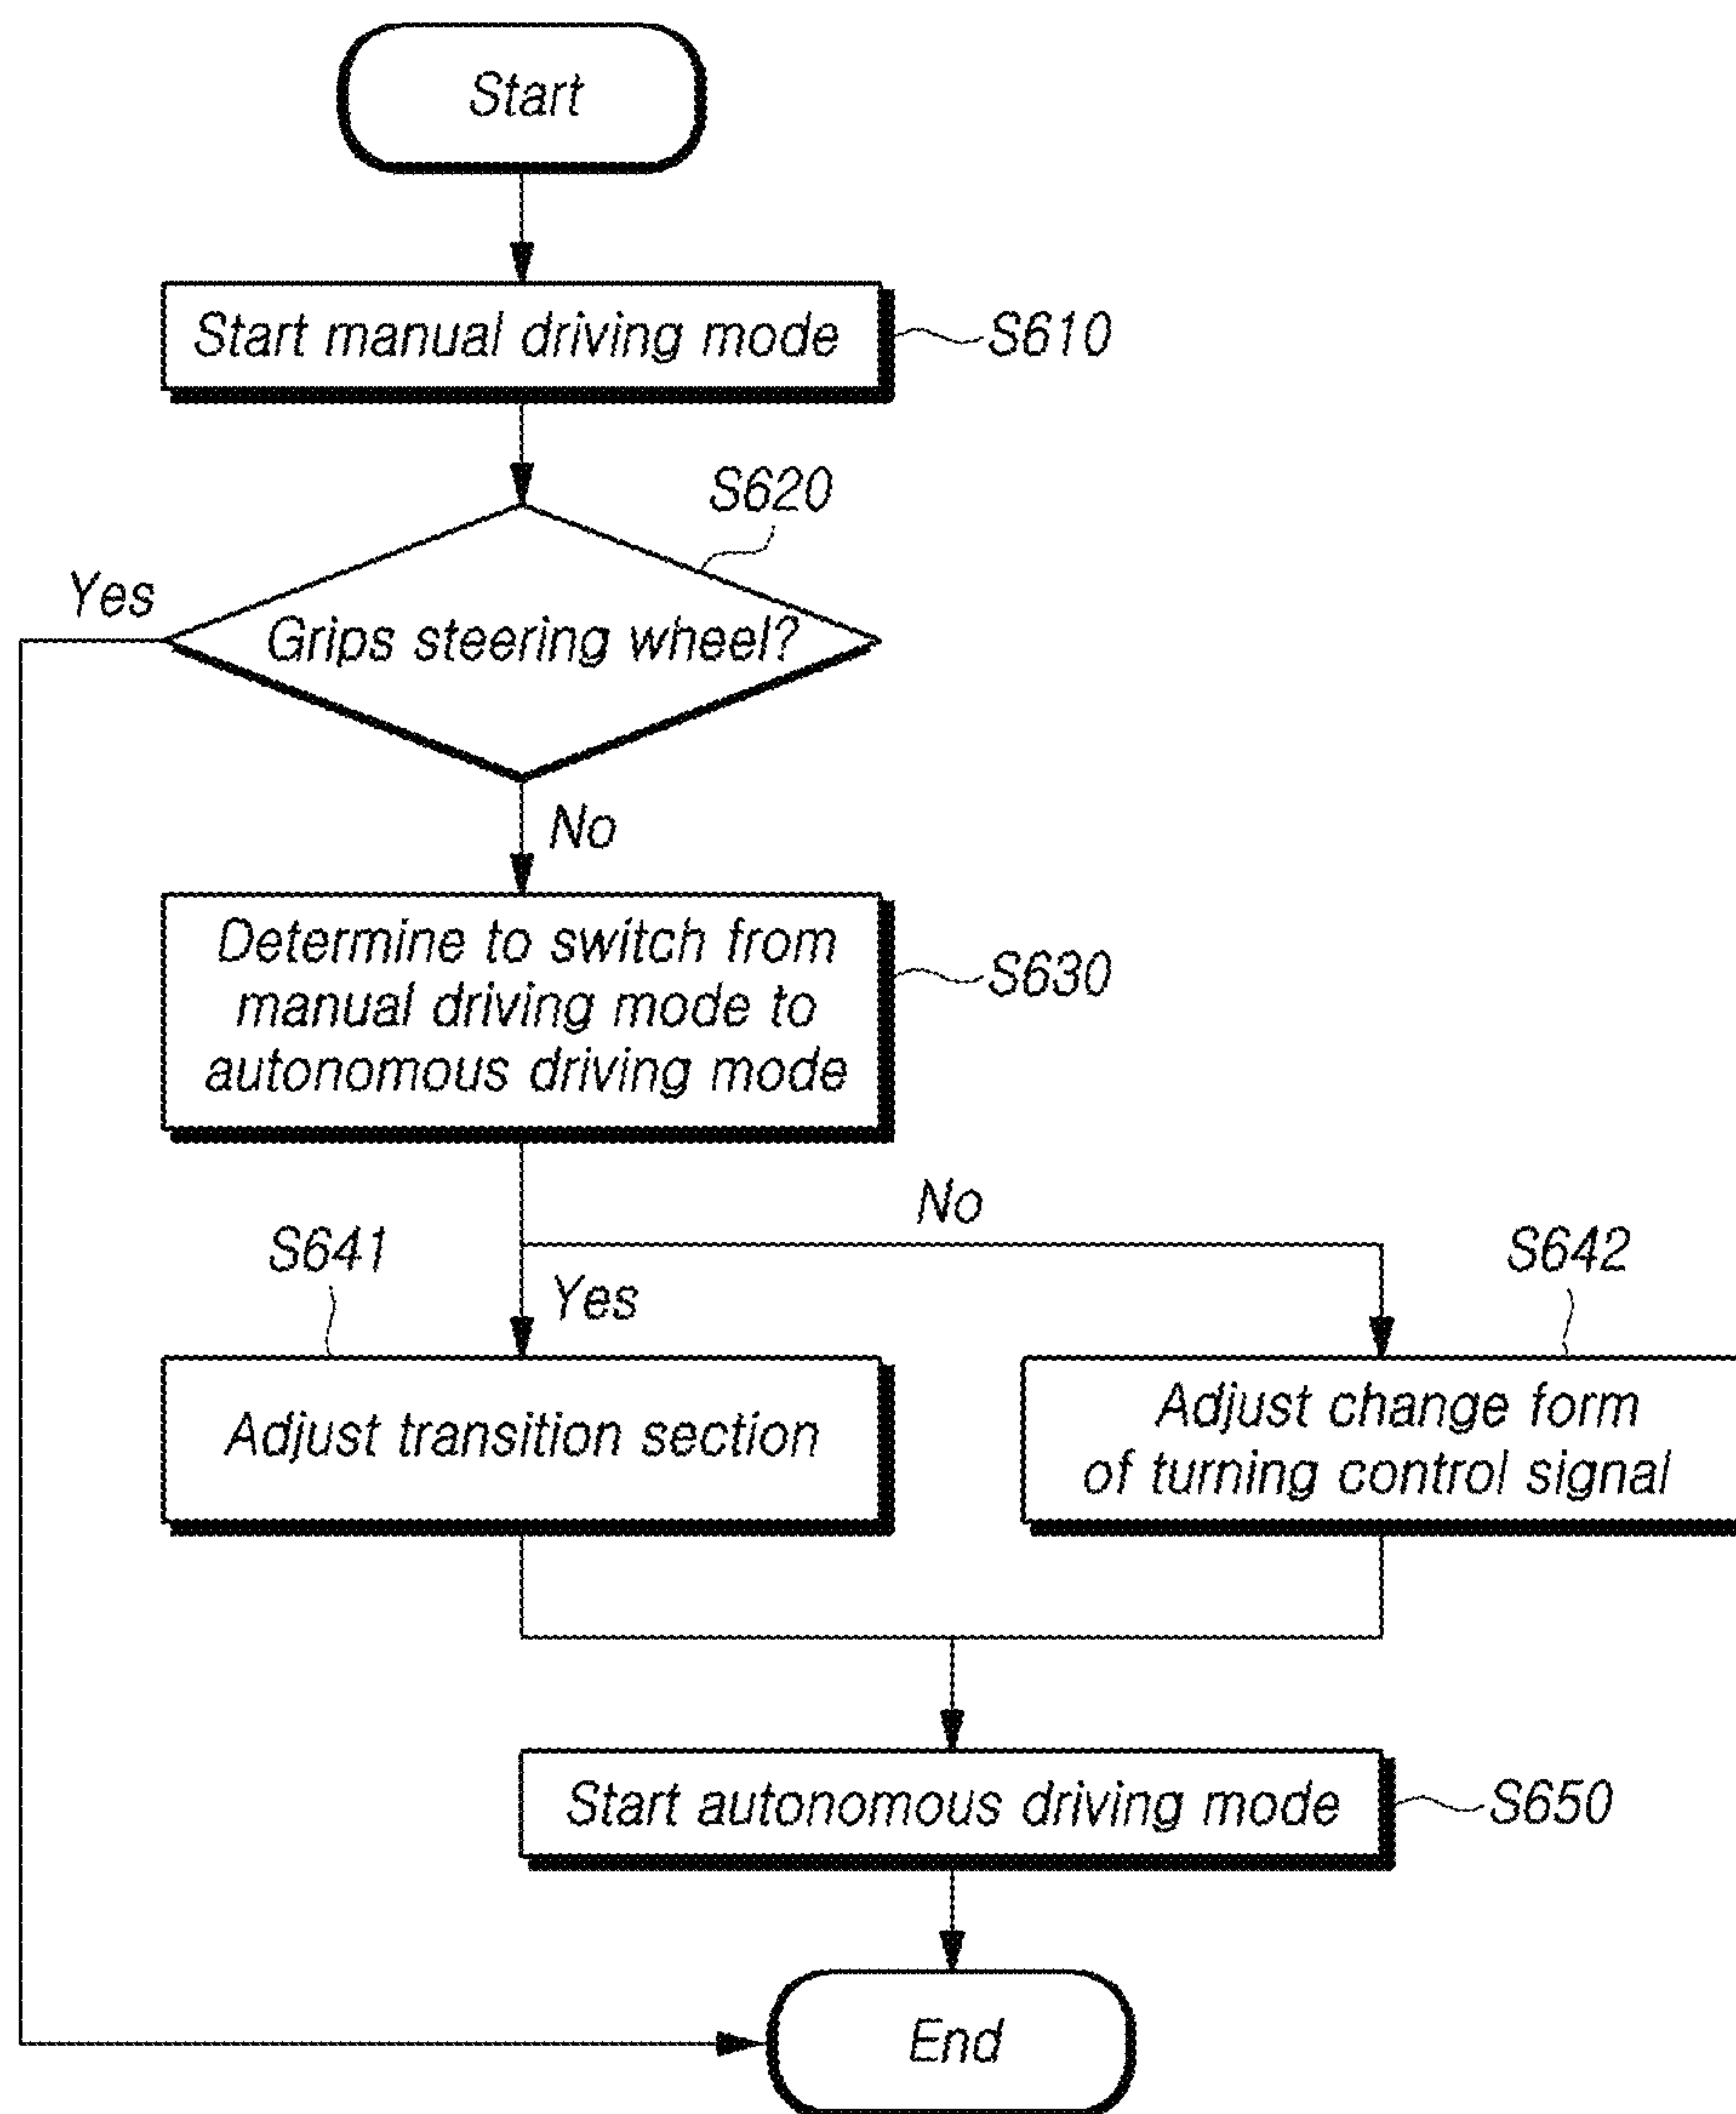 Start
Start manual driving mode
S610
S620
Yes
Grips steering wheel?
No
Determine to switch from
manual driving mode to
autonomous driving mode
S630
No
S641
Yes
S642
Adjust transition section
Adjust change form
of turning control signal
Start autonomous driving mode
S650
End